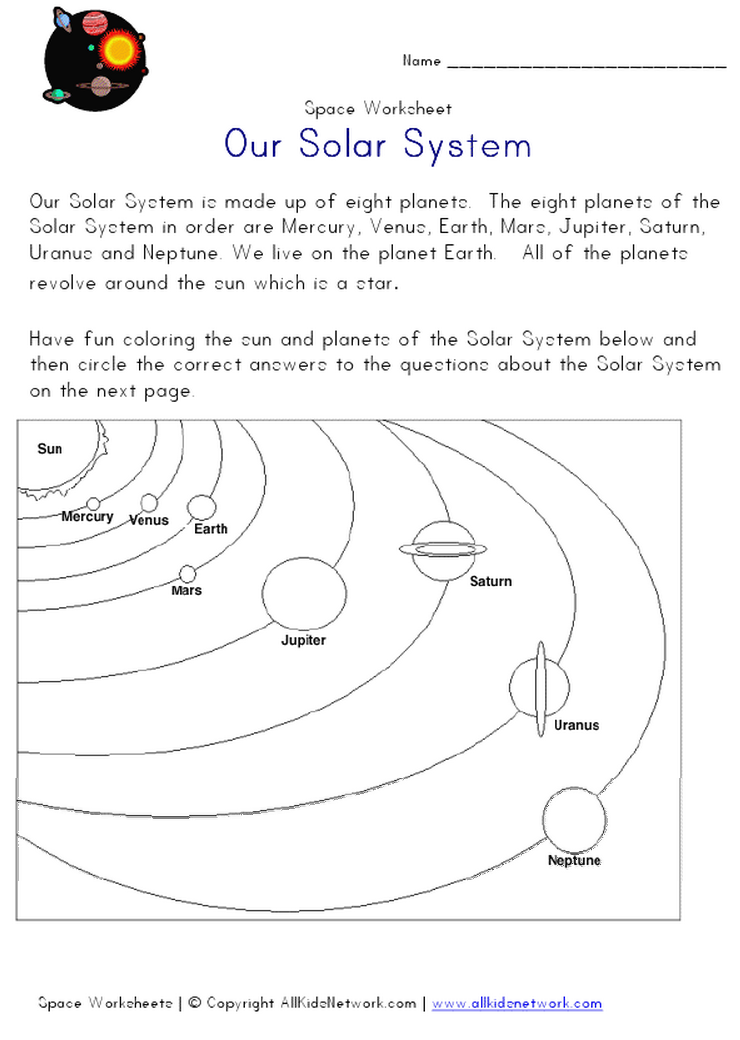 Name ________________________
Space Worksheet
Our Solar System
Our Solar System is made up of eight planets. The eight planets of the
Solar System in order are Mercury, Venus, Earth, Mars, Jupiter, Saturn,
Uranus and Neptune. We live on the planet Earth. All of the planets
revolve around the sun which is a star.
Have fun coloring the sun and planets of the Solar System below and
then circle the correct answers to the questions about the Solar System
on the next page.
Sun
Mercury
Venus
Earth
Mars
Jupiter
Saturn
Uranus
Neptune
Space Worksheets | © Copyright AllKidsNetwork.com | www.allkidsnetwork.com